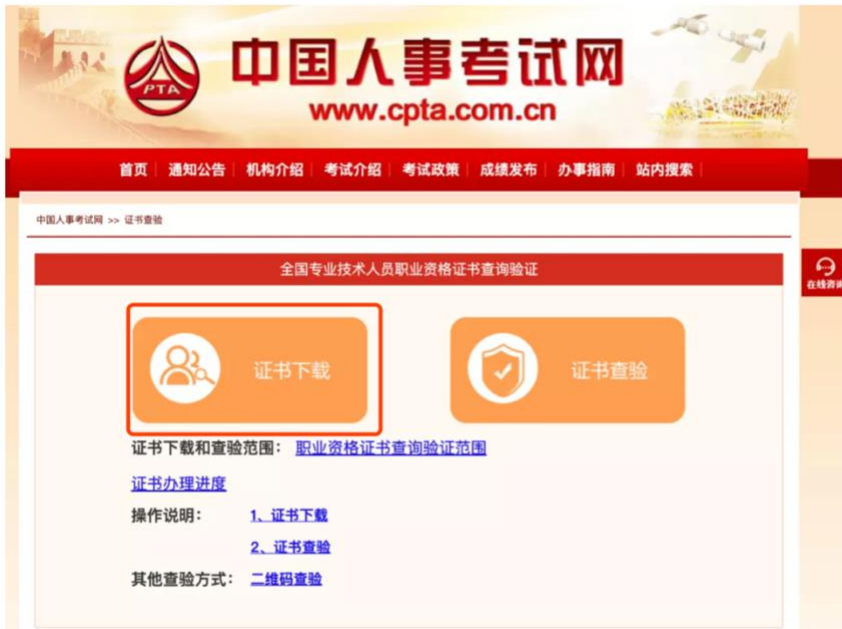 PTA
中国人事考试网
www.cpta.com.cn
首页 通知公告 机构介绍 考试介绍 考试政策 成绩发布 办事指南 站内搜索
中国人事考试网 >> 证书查验
全国专业技术人员职业资格证书查询验证
在线咨询
证书下载 证书查验
证书下载和查验范围： 职业资格证书查询验证范围
证书办理进度
操作说明： 1、证书下载
2、证书查验
其他查验方式： 二维码查验